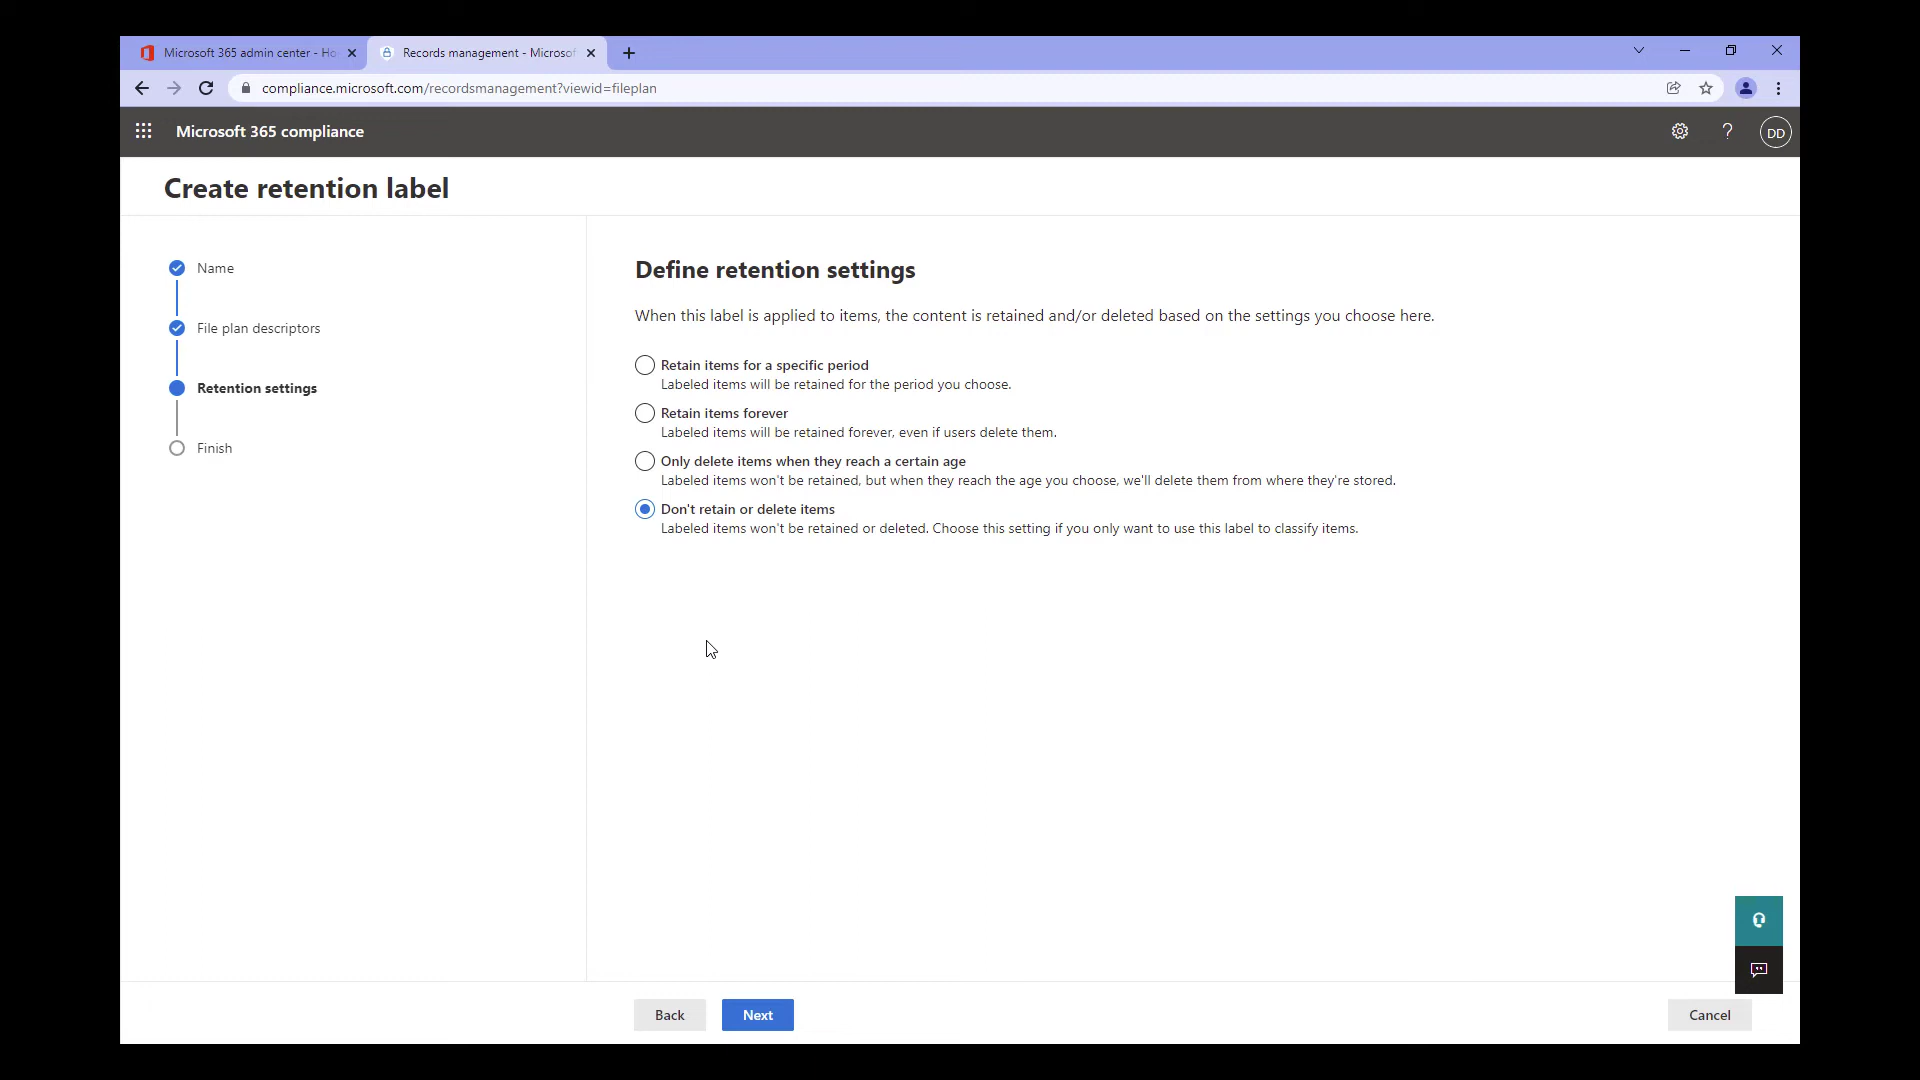 Microsoft 365 admin center - Ho
Records management - Microsof
compliance.microsoft.com/recordsmanagement?viewid=fileplan
Microsoft 365 compliance
?
DD
Create retention label
Name
File plan descriptors
Retention settings
Finish
Define retention settings
When this label is applied to items, the content is retained and/or deleted based on the settings you choose here.
Retain items for a specific period
Labeled items will be retained for the period you choose.
Retain items forever
Labeled items will be retained forever, even if users delete them.
Only delete items when they reach a certain age
Labeled items won't be retained, but when they reach the age you choose, we'll delete them from where they're stored.
Don't retain or delete items
Labeled items won't be retained or deleted. Choose this setting if you only want to use this label to classify items.
Back
Next
Cancel